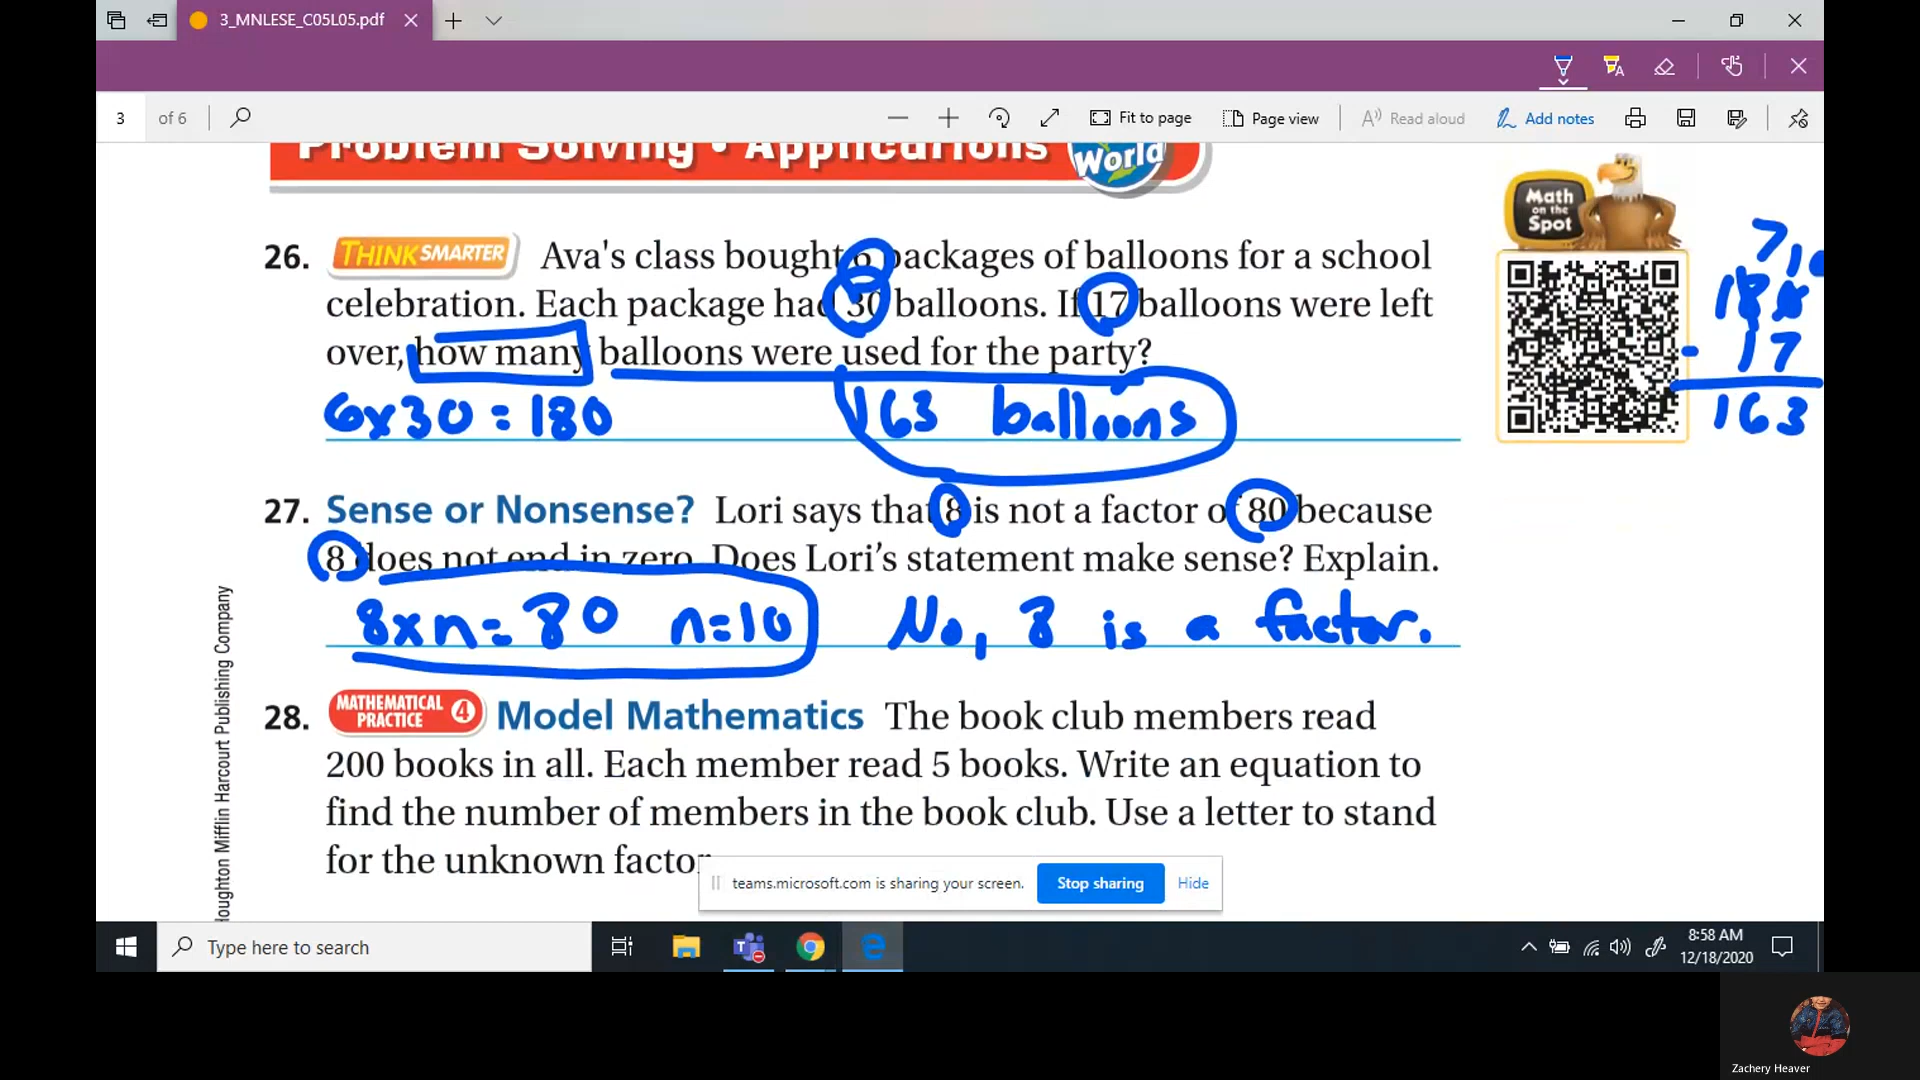 3_MNLESE_C05L05.pdf
3 of 6 Fit to page Page view Read aloud Add notes
Problem Solving • Applications World
Math on the Spot
26. THINK SMARTER Ava's class bought 6 packages of balloons for a school
celebration. Each package had 30 balloons. If 17 balloons were left
over, how many balloons were used for the party?
7 10
180
- 17
163
6x30 = 180 163 balloons
27. Sense or Nonsense? Lori says that 8 is not a factor of 80 because
8 does not end in zero. Does Lori's statement make sense? Explain.
8xn=80 n=10 No, 8 is a factor.
28. MATHEMATICAL PRACTICE 4 Model Mathematics The book club members read
200 books in all. Each member read 5 books. Write an equation to
find the number of members in the book club. Use a letter to stand
for the unknown factor.
Houghton Mifflin Harcourt Publishing Company
teams.microsoft.com is sharing your screen. Stop sharing Hide
Type here to search
8:58 AM
12/18/2020
Zachery Heaver